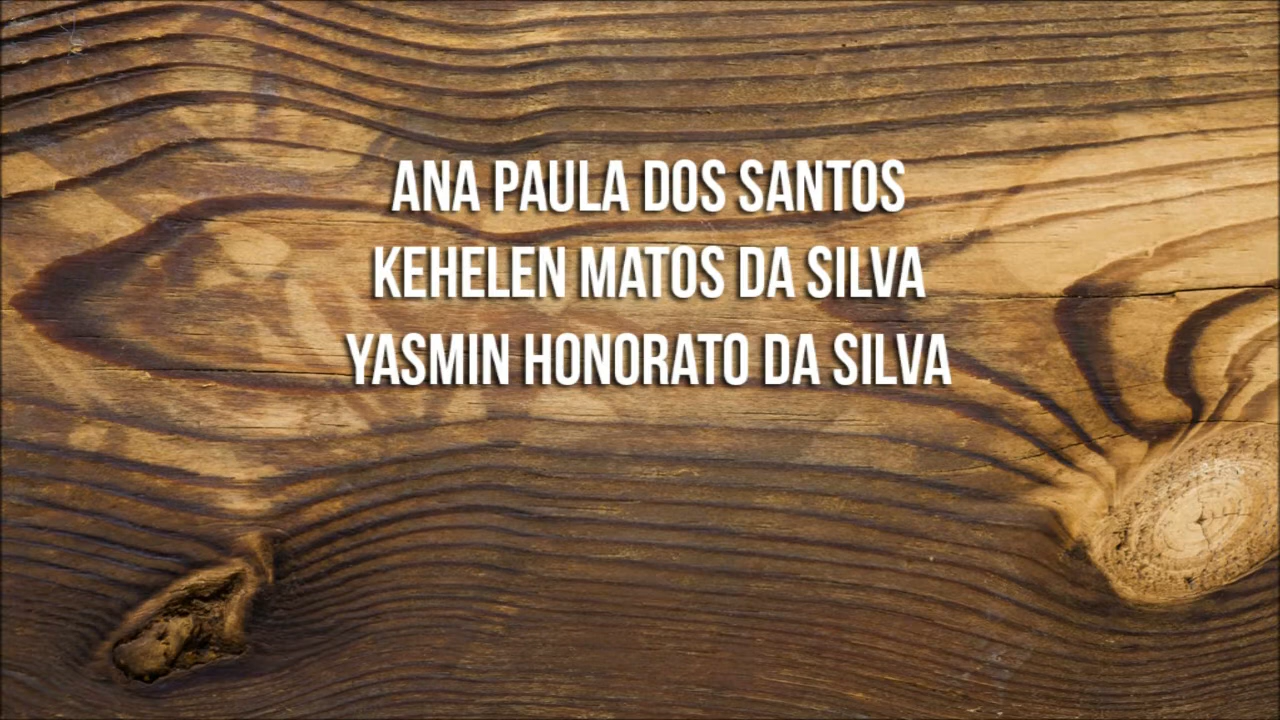 ANA PAULA DOS SANTOS
KEHELEN MATOS DA SILVA
YASMIN HONORATO DA SILVA